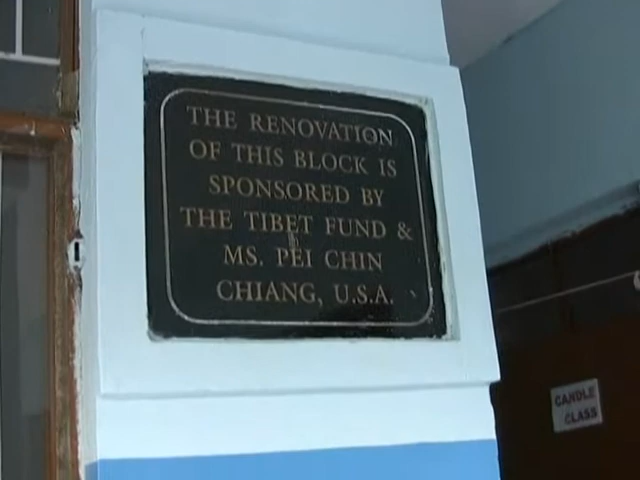 THE RENOVATION
OF THIS BLOCK IS
SPONSORED BY
THE TIBET FUND &
MS. PEI CHIN
CHIANG, U.S.A.
CANDLE
CLASS